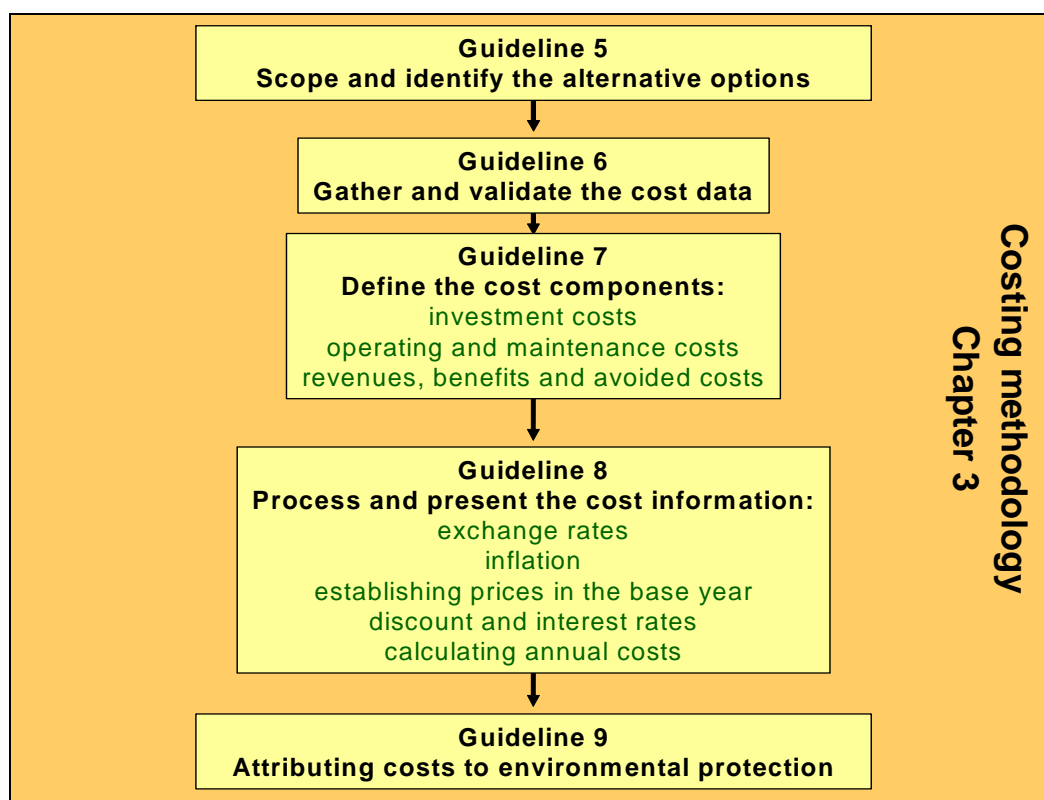 Guideline 5
Scope and identify the alternative options
Guideline 6
Gather and validate the cost data
Guideline 7
Define the cost components:
investment costs
operating and maintenance costs
revenues, benefits and avoided costs
Guideline 8
Process and present the cost information:
exchange rates
inflation
establishing prices in the base year
discount and interest rates
calculating annual costs
Guideline 9
Attributing costs to environmental protection
Costing methodology
Chapter 3